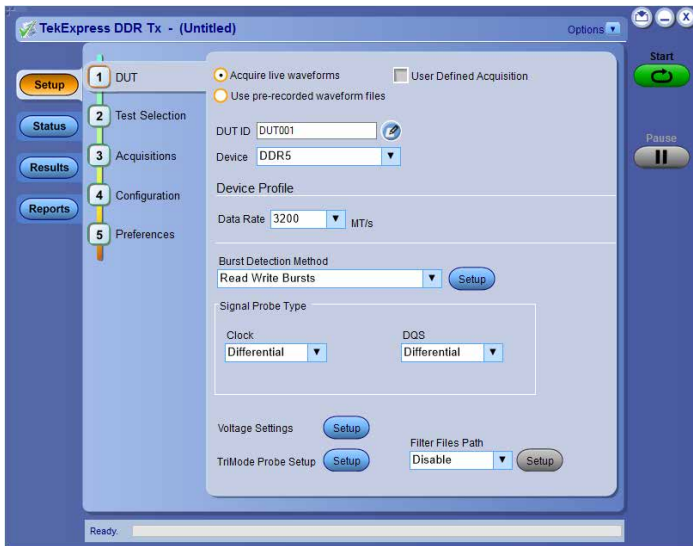 TekExpress DDR Tx - (Untitled)
Options
Start
Pause
Setup
Status
Results
Reports
1 DUT
2 Test Selection
3 Acquisitions
4 Configuration
5 Preferences
Acquire live waveforms
User Defined Acquisition
Use pre-recorded waveform files
DUT ID DUT001
Device DDR5
Device Profile
Data Rate 3200 MT/s
Burst Detection Method
Read Write Bursts Setup
Signal Probe Type
Clock DQS
Differential Differential
Voltage Settings Setup
Filter Files Path
TriMode Probe Setup Setup Disable Setup
Ready.